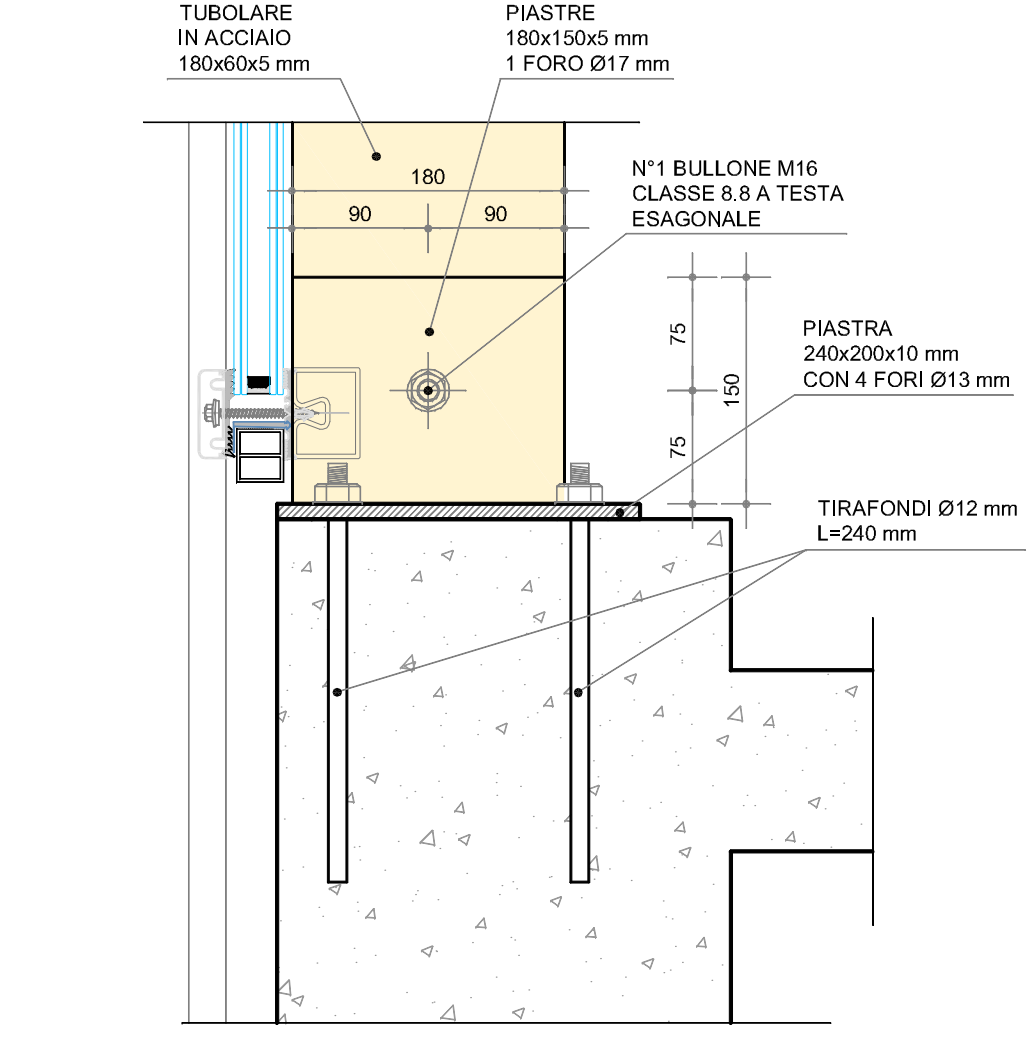 TUBOLARE
IN ACCIAIO
180x60x5 mm
PIASTRE
180x150x5 mm
1 FORO Ø17 mm
N°1 BULLONE M16
CLASSE 8.8 A TESTA
ESAGONALE
180
90
90
75
150
75
PIASTRA
240x200x10 mm
CON 4 FORI Ø13 mm
TIRAFONDI Ø12 mm
L=240 mm